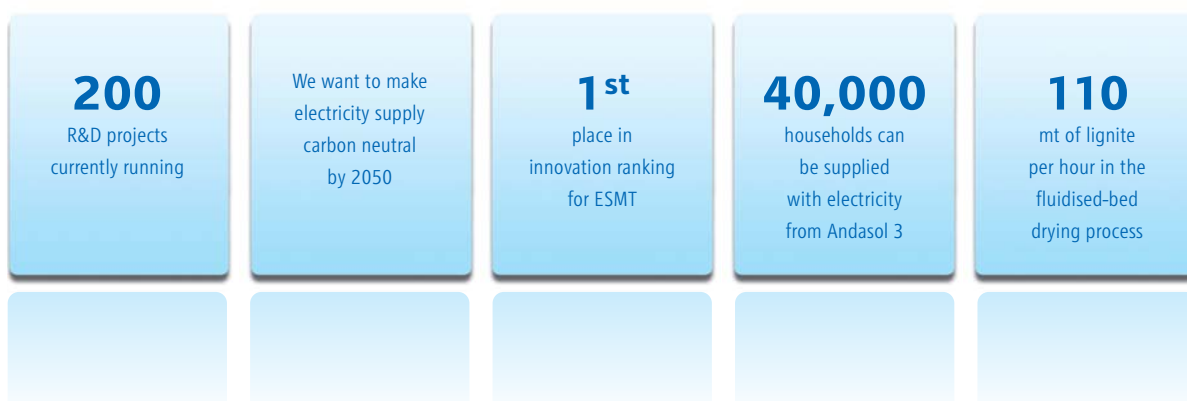 200
R&D projects
currently running
We want to make
electricity supply
carbon neutral
by 2050
1st
place in
innovation ranking
for ESMT
40,000
households can
be supplied
with electricity
from Andasol 3
110
mt of lignite
per hour in the
fluidised-bed
drying process